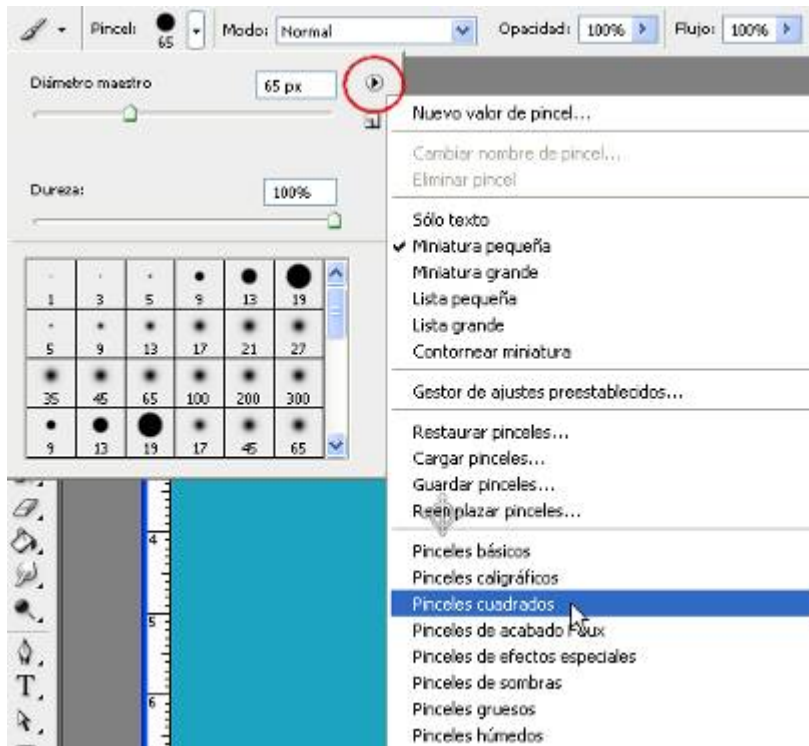 Pincel: 65 Modo: Normal Opacidad: 100% Flujo: 100%
Diámetro maestro 65 px
Dureza: 100%
1 3 5 9 13 19
5 9 13 17 21 27
35 45 65 100 200 300
9 13 19 17 45 65
Nuevo valor de pincel...
Cambiar nombre de pincel...
Eliminar pincel
Sólo texto
Miniatura pequeña
Miniatura grande
Lista pequeña
Lista grande
Contornear miniatura
Gestor de ajustes preestablecidos...
Restaurar pinceles...
Cargar pinceles...
Guardar pinceles...
Reemplazar pinceles...
Pinceles básicos
Pinceles caligráficos
Pinceles cuadrados
Pinceles de acabado Faux
Pinceles de efectos especiales
Pinceles de sombras
Pinceles gruesos
Pinceles húmedos
4
5
6
T